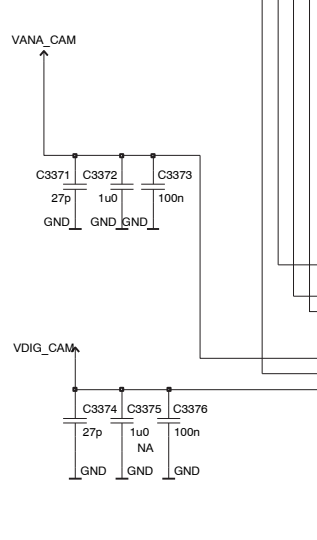 VANA_CAM
C3371 C3372 C3373
27p 1u0 100n
GND GND GND
VDIG_CAM
C3374 C3375 C3376
27p 1u0 100n
NA
GND GND GND